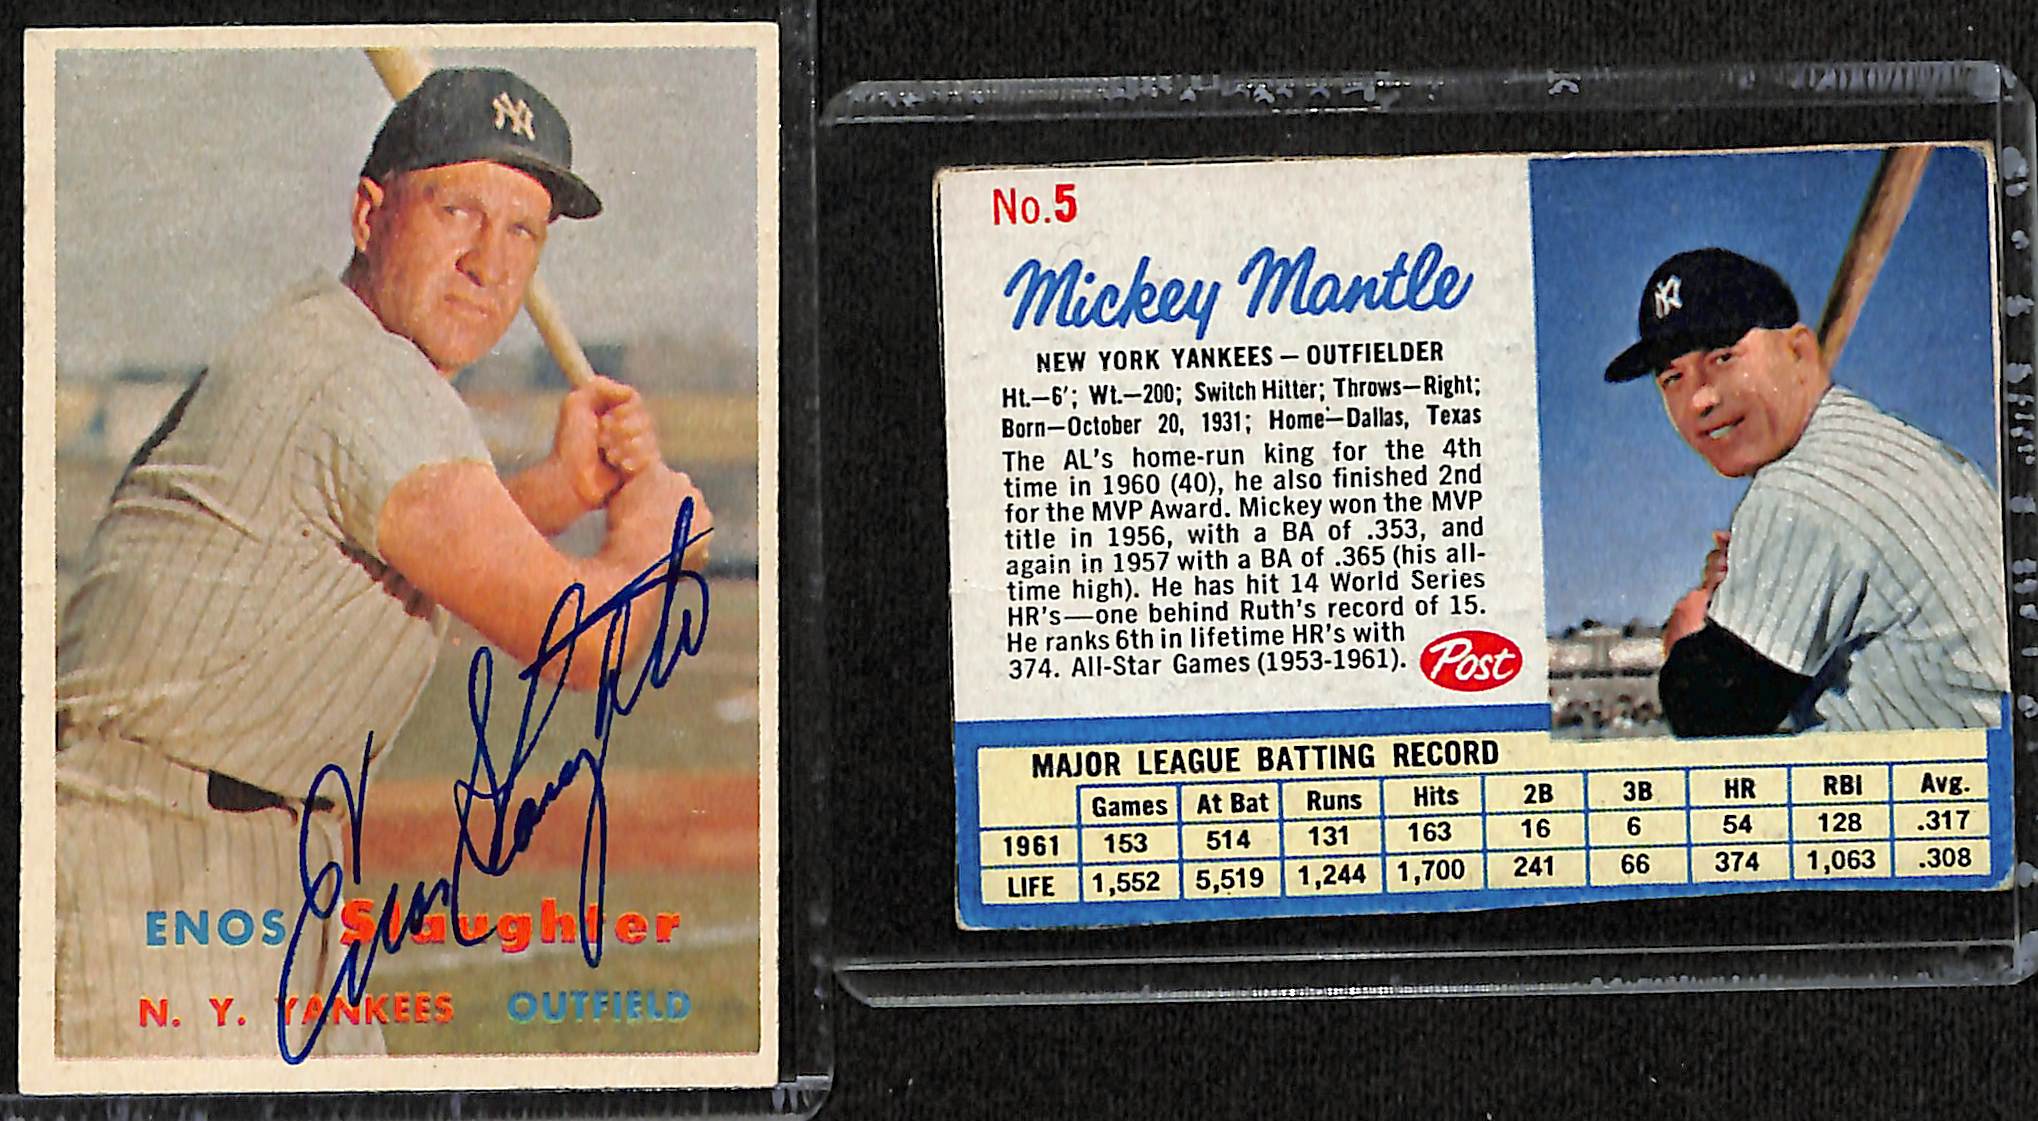 NY
ENOS Slaughter
N. Y. YANKEES OUTFIELD
Enos Slaughter
No.5
Mickey Mantle
NEW YORK YANKEES — OUTFIELDER
Ht.—6'; Wt.—200; Switch Hitter; Throws—Right;
Born—October 20, 1931; Home—Dallas, Texas
The AL's home-run king for the 4th
time in 1960 (40), he also finished 2nd
for the MVP Award. Mickey won the MVP
title in 1956, with a BA of .353, and
again in 1957 with a BA of .365 (his all-
time high). He has hit 14 World Series
HR's—one behind Ruth's record of 15.
He ranks 6th in lifetime HR's with
374. All-Star Games (1953-1961).
Post
NY
MAJOR LEAGUE BATTING RECORD
Games At Bat Runs Hits 2B 3B HR RBI Avg.
1961 153 514 131 163 16 6 54 128 .317
LIFE 1,552 5,519 1,244 1,700 241 66 374 1,063 .308